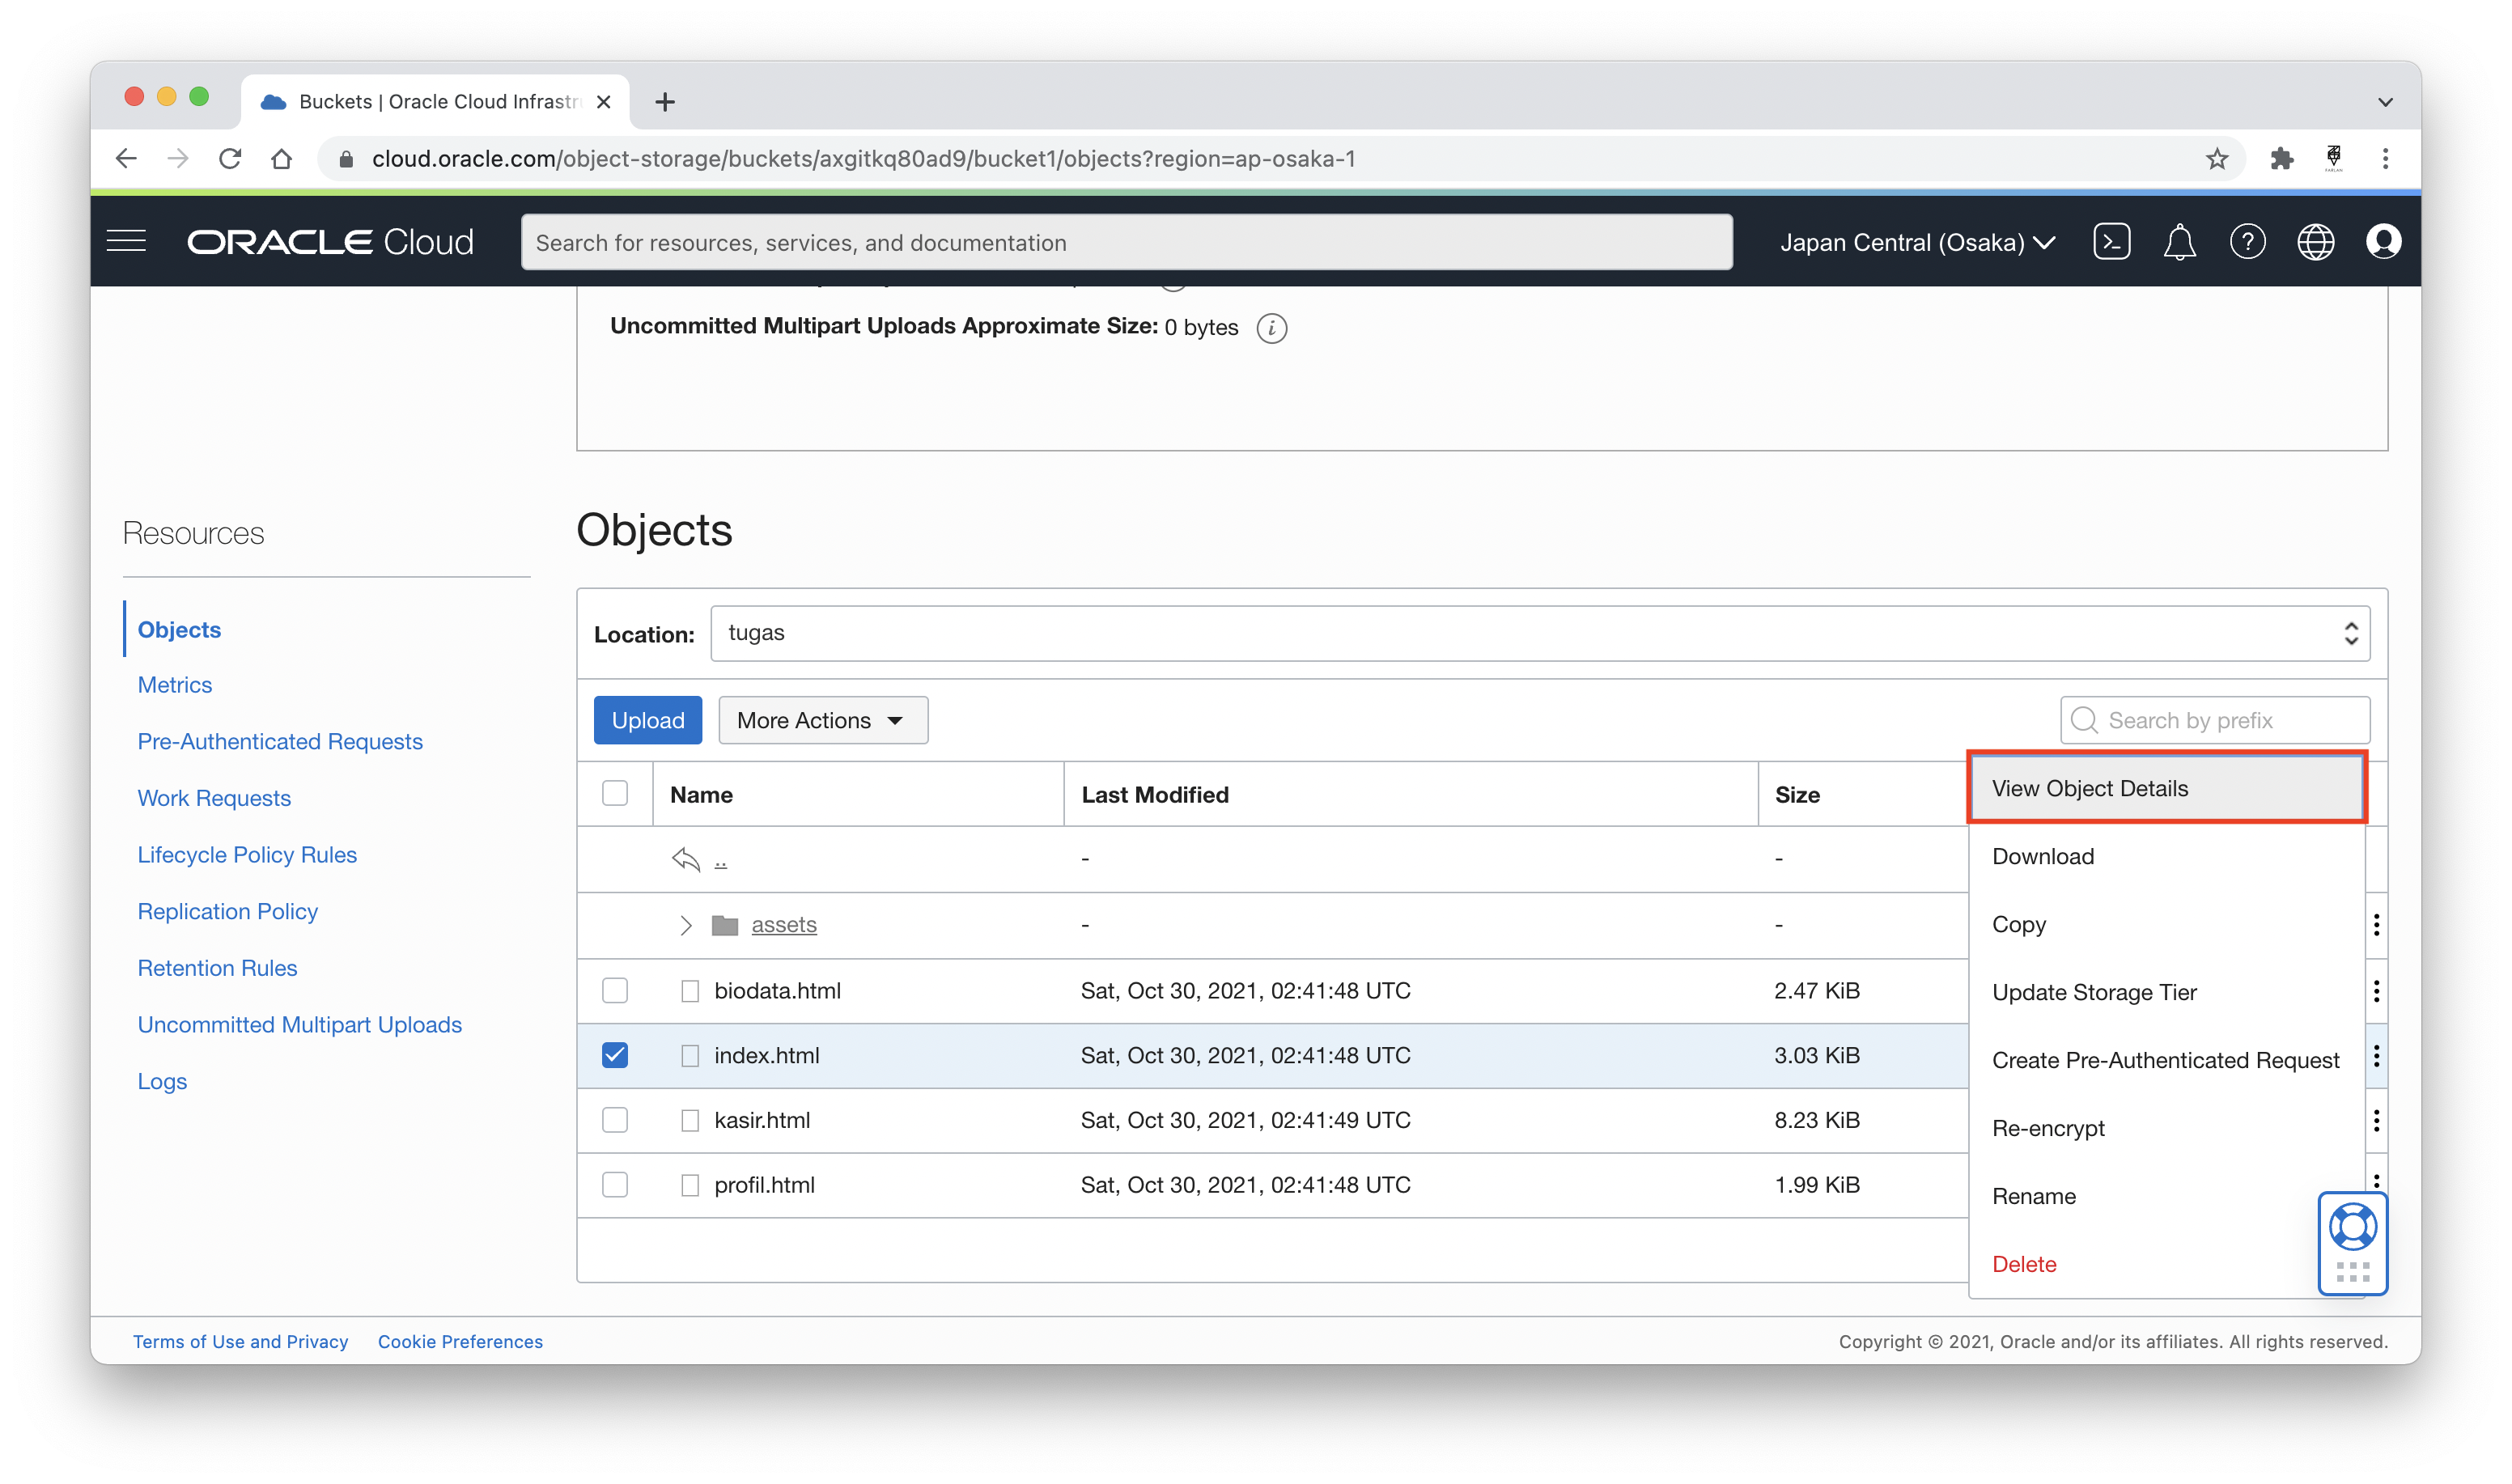 Buckets | Oracle Cloud Infrastr
cloud.oracle.com/object-storage/buckets/axgitkq80ad9/bucket1/objects?region=ap-osaka-1
ORACLE Cloud
Search for resources, services, and documentation
Japan Central (Osaka)
Uncommitted Multipart Uploads Approximate Size: 0 bytes
Resources
Objects
Metrics
Pre-Authenticated Requests
Work Requests
Lifecycle Policy Rules
Replication Policy
Retention Rules
Uncommitted Multipart Uploads
Logs
Objects
Location: tugas
Upload More Actions Search by prefix
Name Last Modified Size
.. - -
assets - -
biodata.html Sat, Oct 30, 2021, 02:41:48 UTC 2.47 KiB
index.html Sat, Oct 30, 2021, 02:41:48 UTC 3.03 KiB
kasir.html Sat, Oct 30, 2021, 02:41:49 UTC 8.23 KiB
profil.html Sat, Oct 30, 2021, 02:41:48 UTC 1.99 KiB
View Object Details
Download
Copy
Update Storage Tier
Create Pre-Authenticated Request
Re-encrypt
Rename
Delete
Terms of Use and Privacy Cookie Preferences
Copyright © 2021, Oracle and/or its affiliates. All rights reserved.